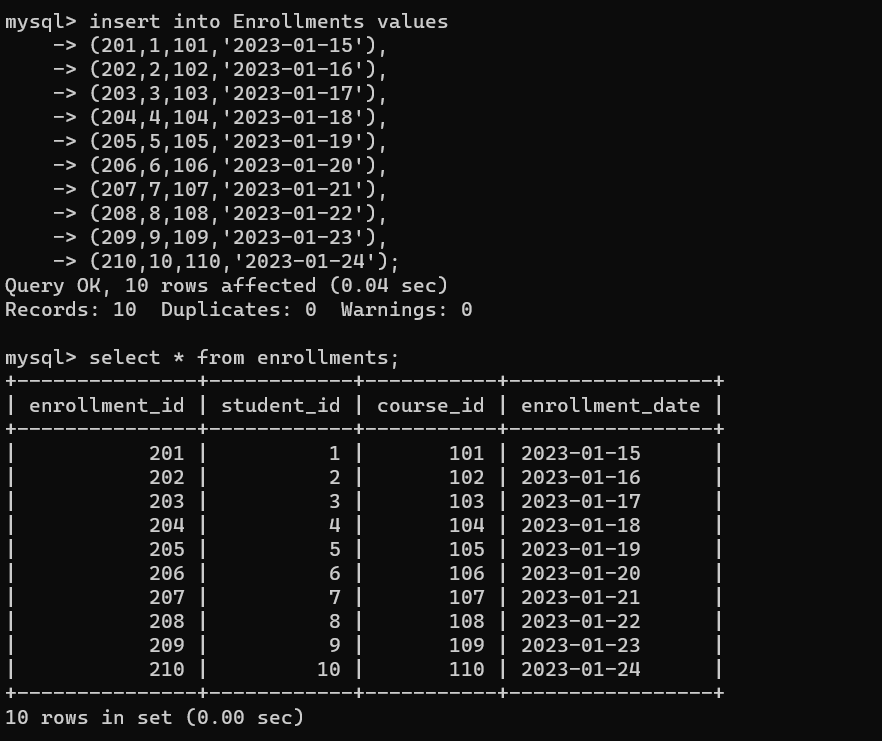 mysql> insert into Enrollments values
    -> (201,1,101,'2023-01-15'),
    -> (202,2,102,'2023-01-16'),
    -> (203,3,103,'2023-01-17'),
    -> (204,4,104,'2023-01-18'),
    -> (205,5,105,'2023-01-19'),
    -> (206,6,106,'2023-01-20'),
    -> (207,7,107,'2023-01-21'),
    -> (208,8,108,'2023-01-22'),
    -> (209,9,109,'2023-01-23'),
    -> (210,10,110,'2023-01-24');
Query OK, 10 rows affected (0.04 sec)
Records: 10  Duplicates: 0  Warnings: 0

mysql> select * from enrollments;
+---------------+------------+-----------+-----------------+
| enrollment_id | student_id | course_id | enrollment_date |
+---------------+------------+-----------+-----------------+
|           201 |          1 |       101 | 2023-01-15      |
|           202 |          2 |       102 | 2023-01-16      |
|           203 |          3 |       103 | 2023-01-17      |
|           204 |          4 |       104 | 2023-01-18      |
|           205 |          5 |       105 | 2023-01-19      |
|           206 |          6 |       106 | 2023-01-20      |
|           207 |          7 |       107 | 2023-01-21      |
|           208 |          8 |       108 | 2023-01-22      |
|           209 |          9 |       109 | 2023-01-23      |
|           210 |         10 |       110 | 2023-01-24      |
+---------------+------------+-----------+-----------------+
10 rows in set (0.00 sec)